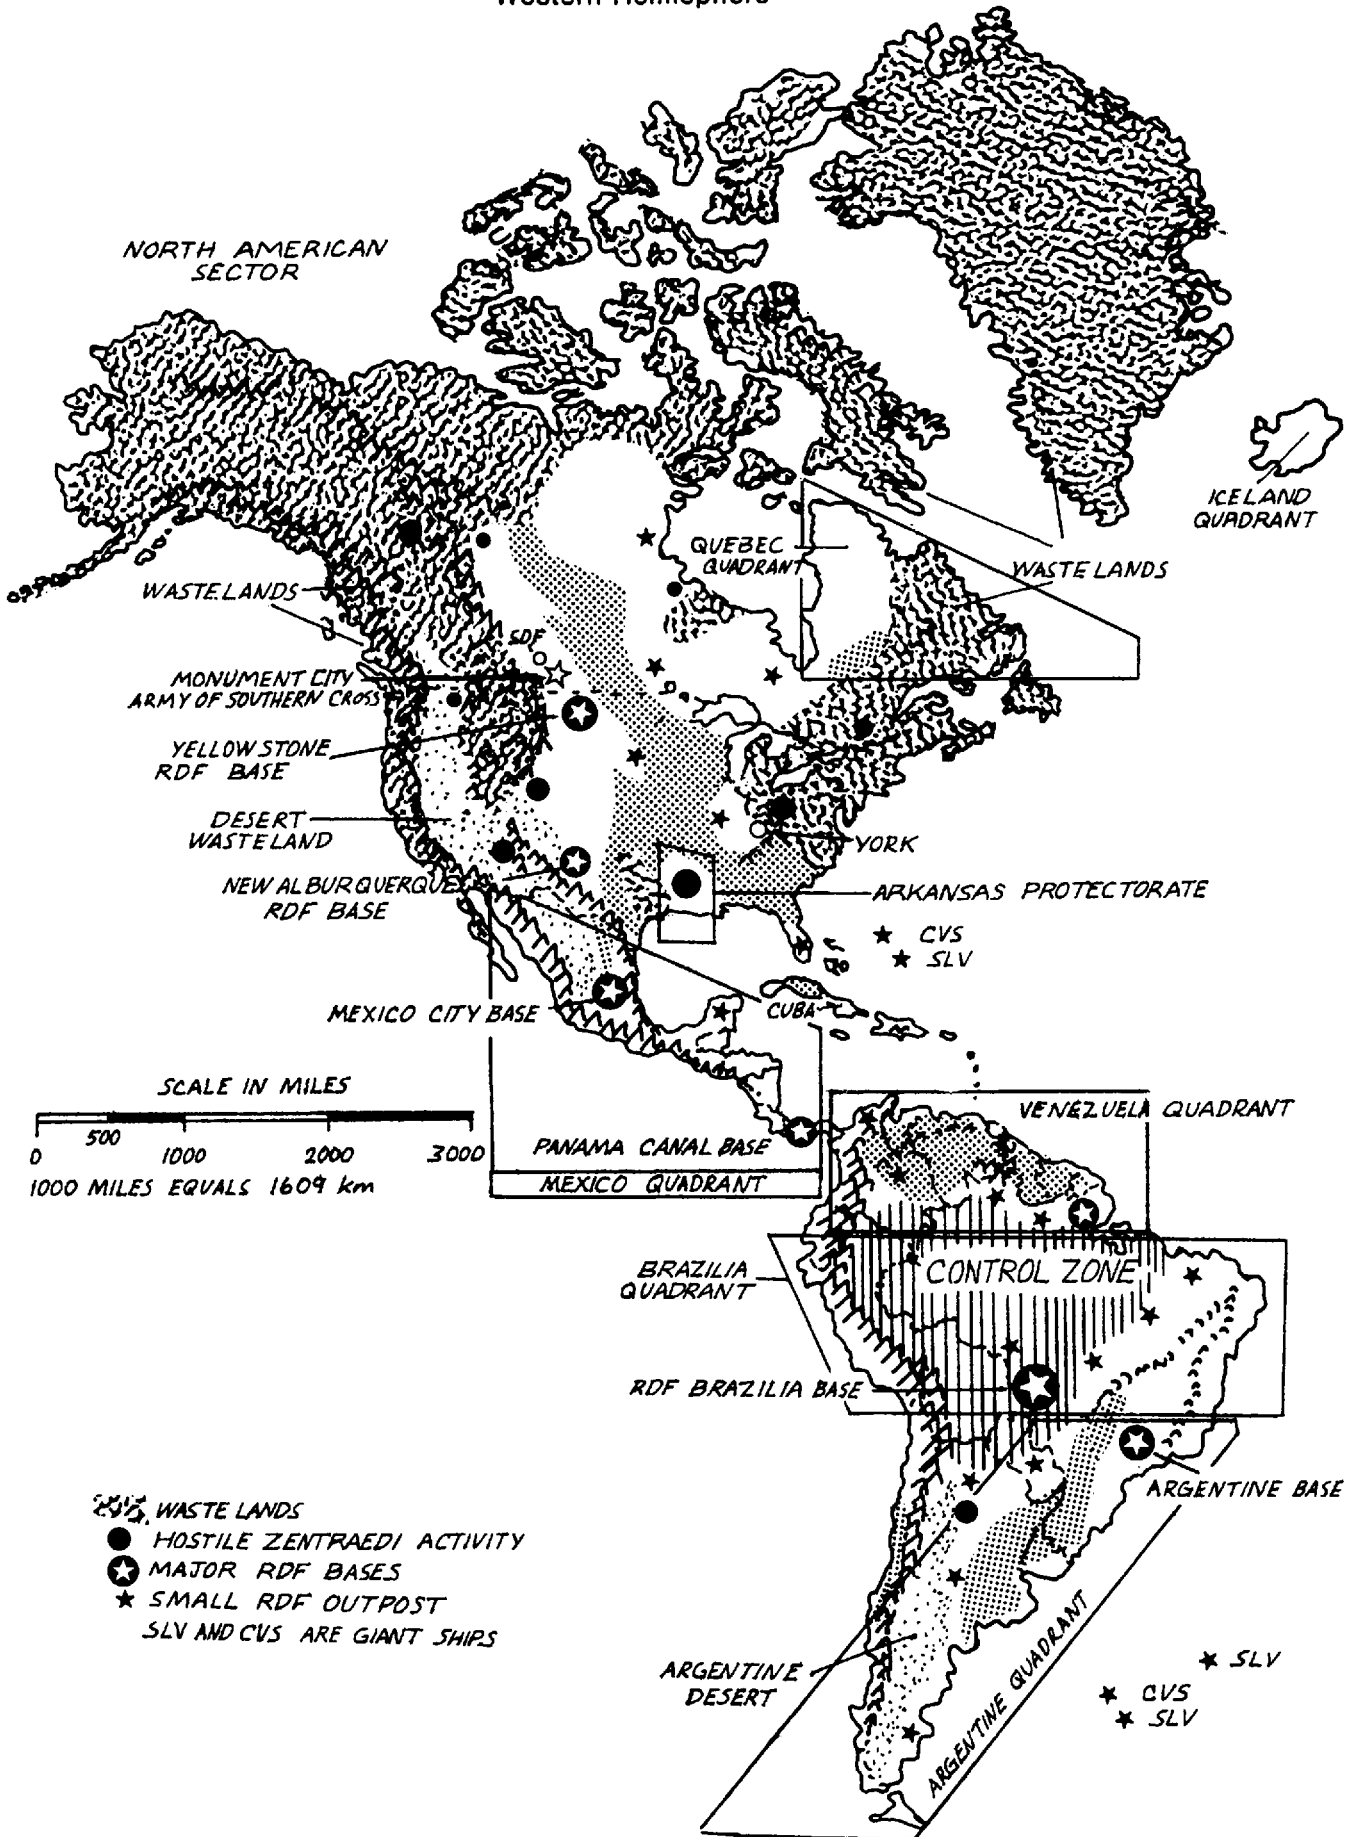 Western Hemisphere
NORTH AMERICAN
SECTOR
ICELAND
QUADRANT
QUEBEC
QUADRANT
WASTELANDS
WASTELANDS
SDF
MONUMENT CITY
ARMY OF SOUTHERN CROSS
YELLOWSTONE
RDF BASE
DESERT
WASTELAND
YORK
NEW ALBURQUERQUE
RDF BASE
ARKANSAS PROTECTORATE
CVS
SLV
MEXICO CITY BASE
CUBA
SCALE IN MILES
0 500 1000 2000 3000
1000 MILES EQUALS 1609 km
VENEZUELA QUADRANT
PANAMA CANAL BASE
MEXICO QUADRANT
BRAZILIA
QUADRANT
CONTROL ZONE
RDF BRAZILIA BASE
ARGENTINE BASE
WASTE LANDS
HOSTILE ZENTRAEDI ACTIVITY
MAJOR RDF BASES
SMALL RDF OUTPOST
SLV AND CVS ARE GIANT SHIPS
ARGENTINE
DESERT
ARGENTINE QUADRANT
SLV
CVS
SLV